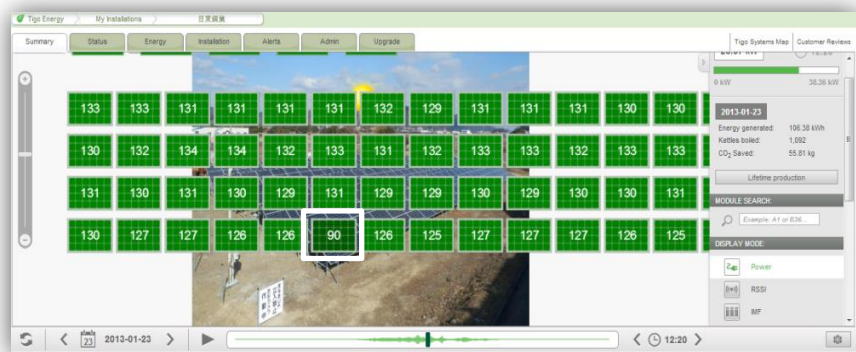 Tigo Energy My Installations
Summary Status Energy Installation Alerts Admin Upgrade
Tigo Systems Map Customer Reviews
12:20
0 kW 38.36 kW
133 133 131 131 131 131 132 129 131 131 131 130 130
2013-01-23
Energy generated: 106.38 kWh
Kettles boiled: 1,092
CO2 Saved: 55.81 kg
130 132 134 134 132 131 132 133 133 131 132 133 133
Lifetime production
131 130 131 130 129 131 129 130 129 130 130 130 131
MODULE SEARCH:
Example: A1 or B36...
130 127 127 126 126 90 126 125 127 127 127 126 125
DISPLAY MODE:
Power
RSSI
IMF
23 2013-01-23 12:20